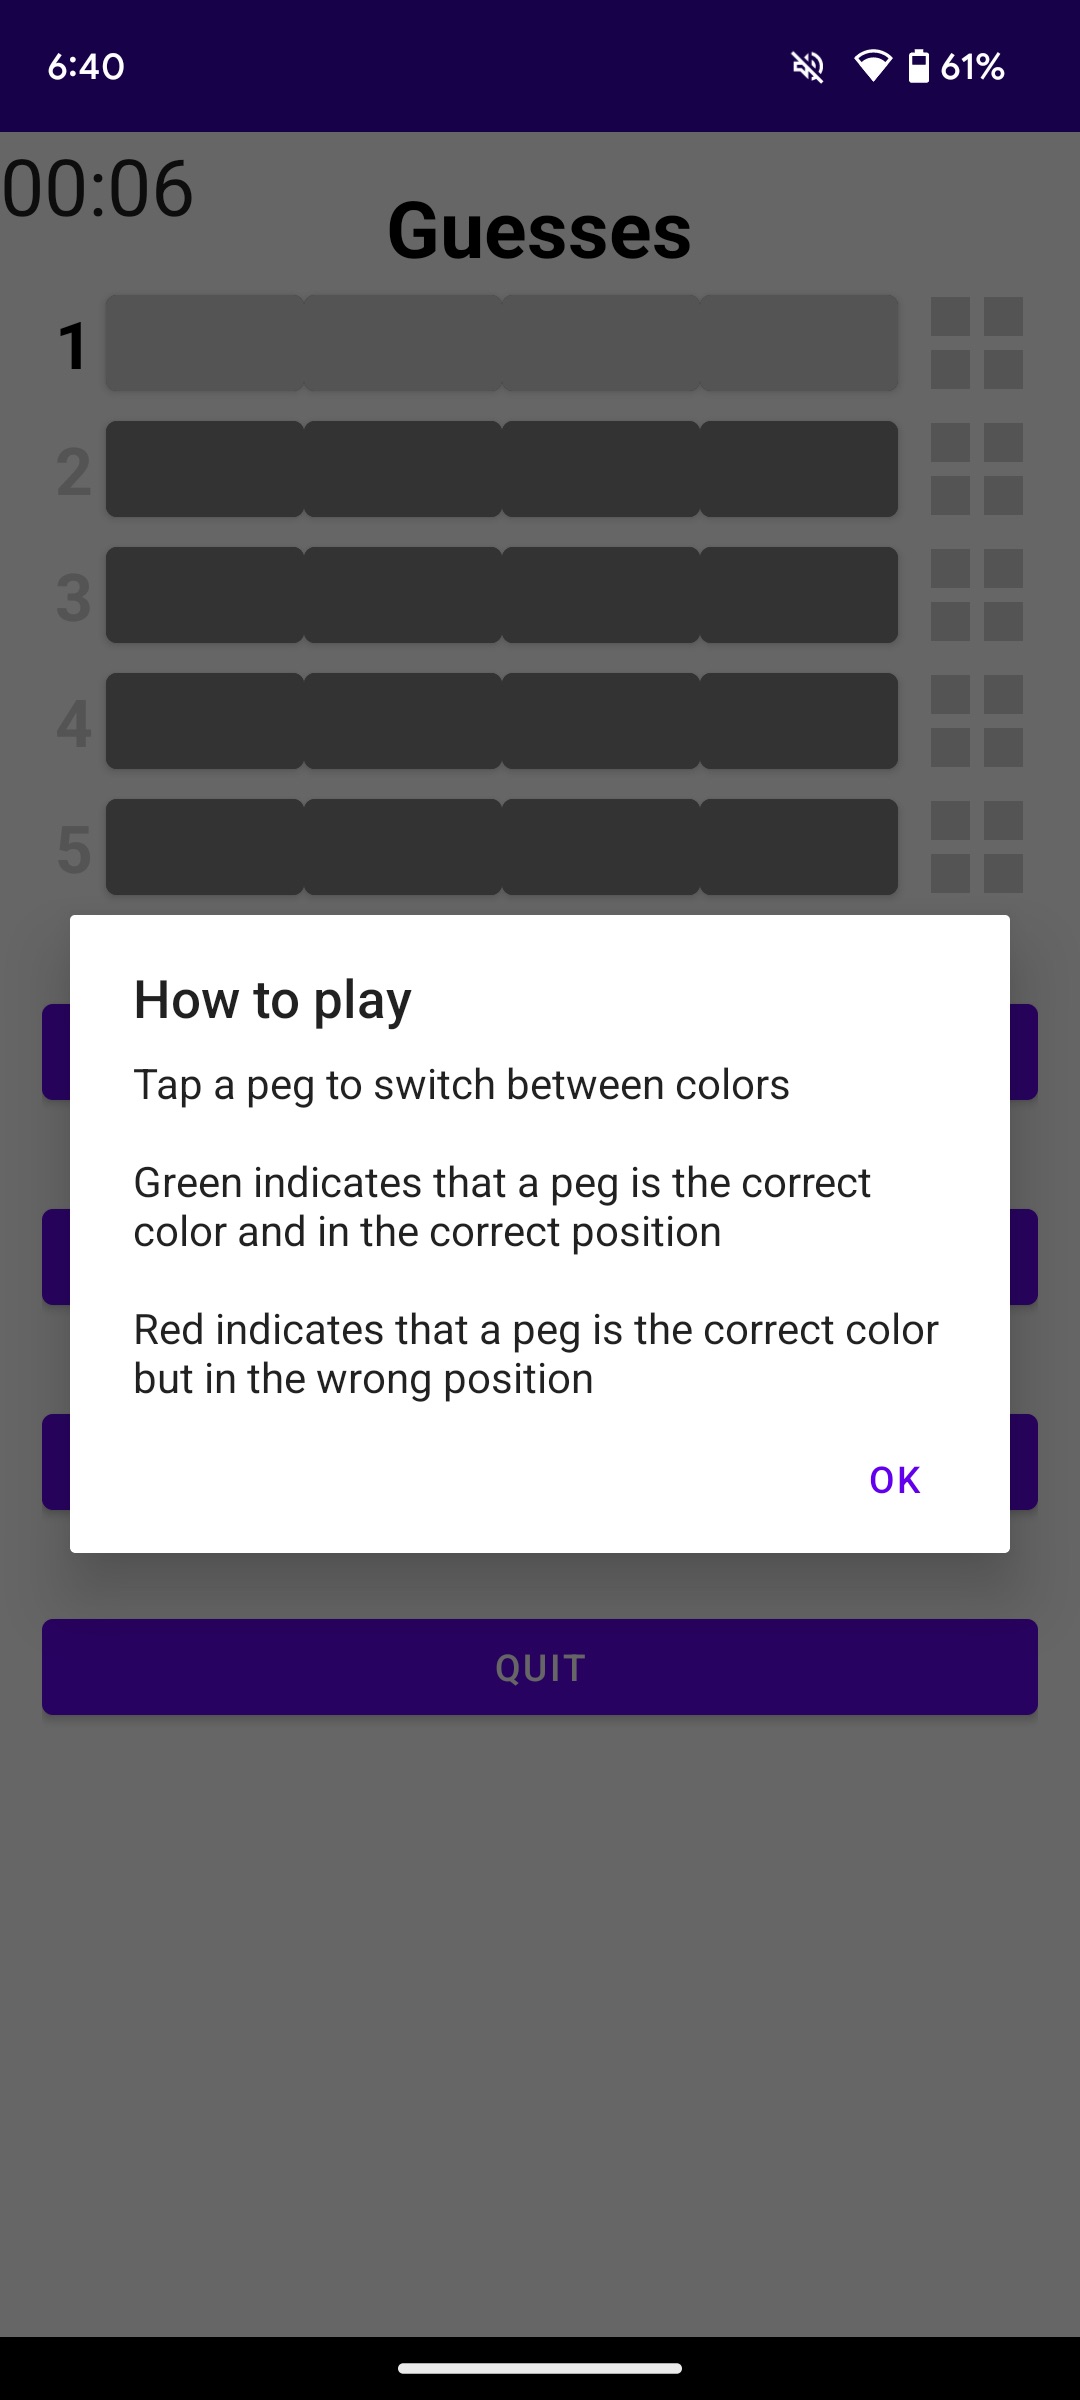 6:40
61%
00:06
Guesses
1
2
3
4
5
How to play
Tap a peg to switch between colors
Green indicates that a peg is the correct
color and in the correct position
Red indicates that a peg is the correct color
but in the wrong position
OK
QUIT